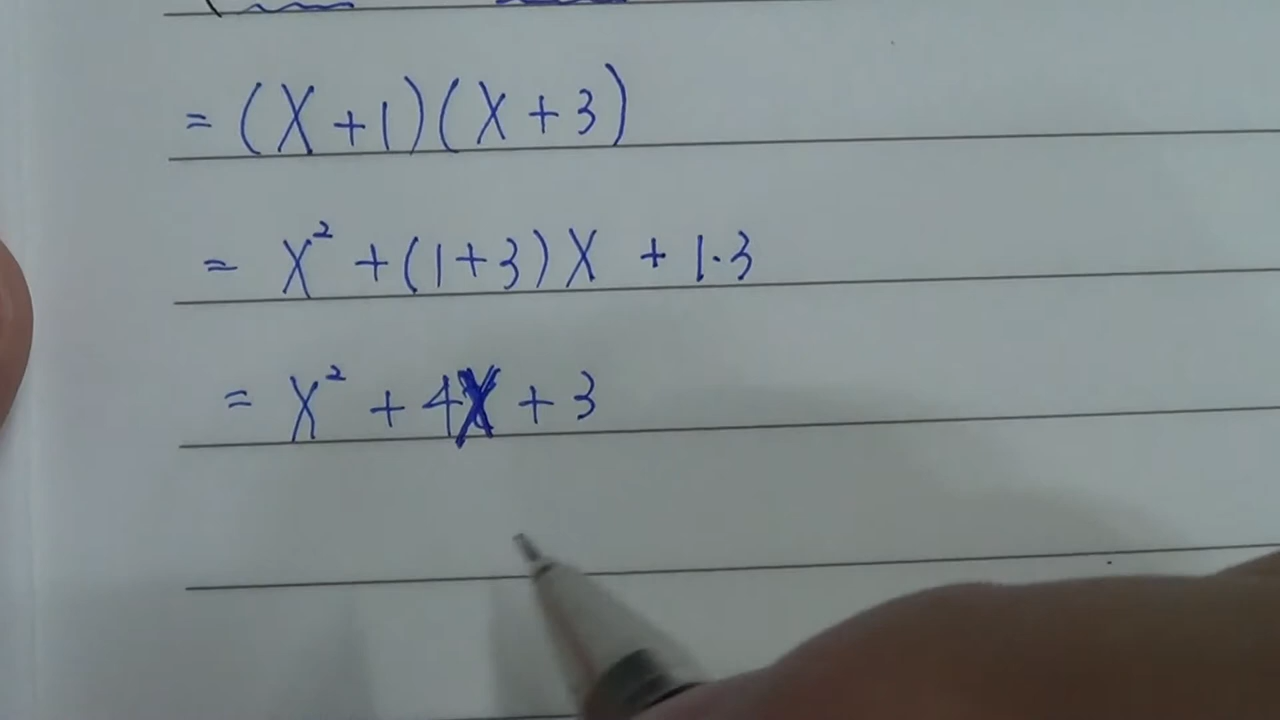 = (X+1)(X+3)
= X² + (1+3)X + 1·3
= X² + 4X + 3